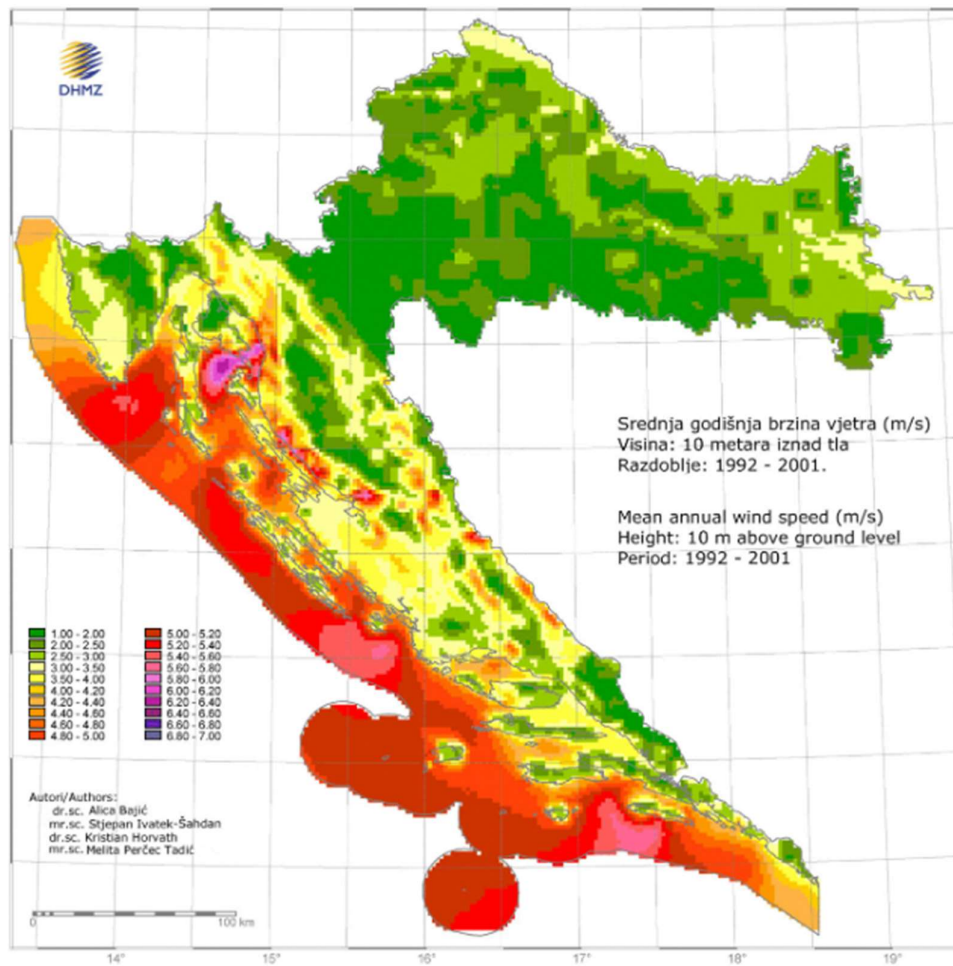 DHMZ
Srednja godišnja brzina vjetra (m/s)
Visina: 10 metara iznad tla
Razdoblje: 1992 - 2001.
Mean annual wind speed (m/s)
Height: 10 m above ground level
Period: 1992 - 2001
1.00 - 2.00
2.00 - 2.50
2.50 - 3.00
3.00 - 3.50
3.50 - 4.00
4.00 - 4.20
4.20 - 4.40
4.40 - 4.60
4.60 - 4.80
4.80 - 5.00
5.00 - 5.20
5.20 - 5.40
5.40 - 5.60
5.60 - 5.80
5.80 - 6.00
6.00 - 6.20
6.20 - 6.40
6.40 - 6.60
6.60 - 6.80
6.80 - 7.00
Autori/Authors:
dr.sc. Alica Bajić
mr.sc. Stjepan Ivatek-Šahdan
dr.sc. Kristian Horvath
mr.sc. Melita Perčec Tadić
0 100 km
14° 15° 16° 17° 18° 19°